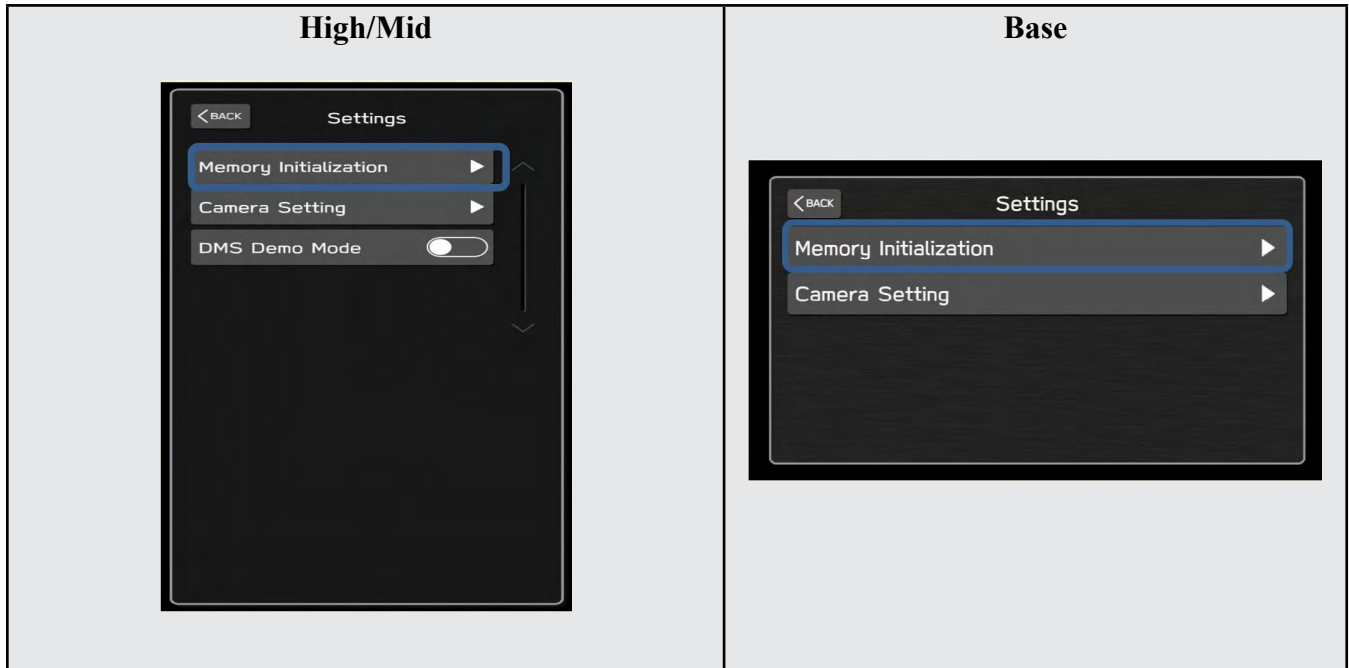 High/Mid
< BACK
Settings
Memory Initialization
Camera Setting
DMS Demo Mode
Base
< BACK
Settings
Memory Initialization
Camera Setting